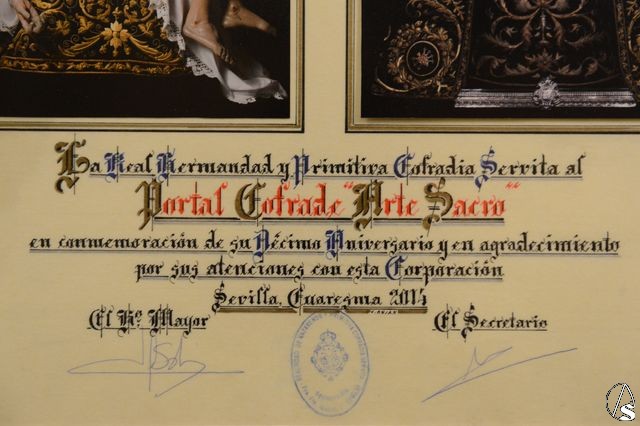 La Real Hermandad y Primitiva Cofradia Servita al
Portal Cofrade "Arte Sacro"
en conmemoración de su Décimo Aniversario y en agradecimiento
por sus atenciones con esta Corporación
Sevilla, Cuaresma 2014
El Hº Mayor
El Secretario